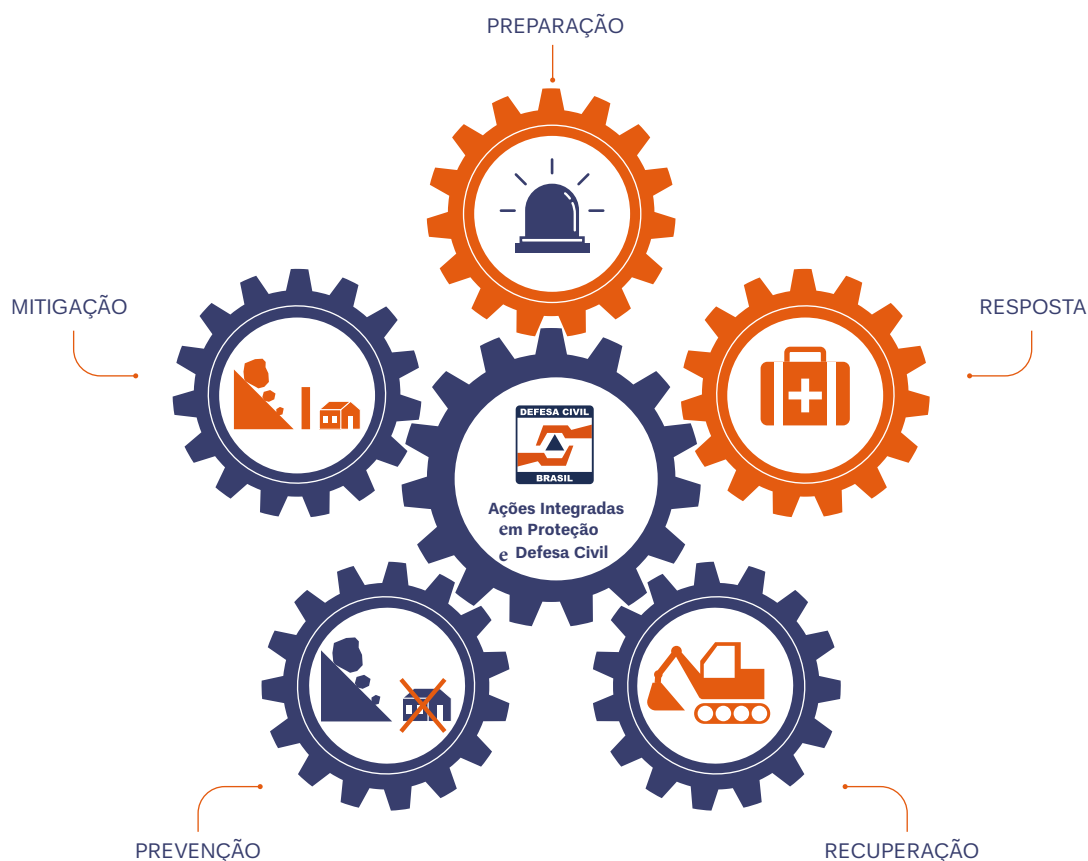 PREPARAÇÃO
MITIGAÇÃO
RESPOSTA
DEFESA CIVIL
BRASIL
Ações Integradas
em Proteção
e Defesa Civil
PREVENÇÃO
RECUPERAÇÃO